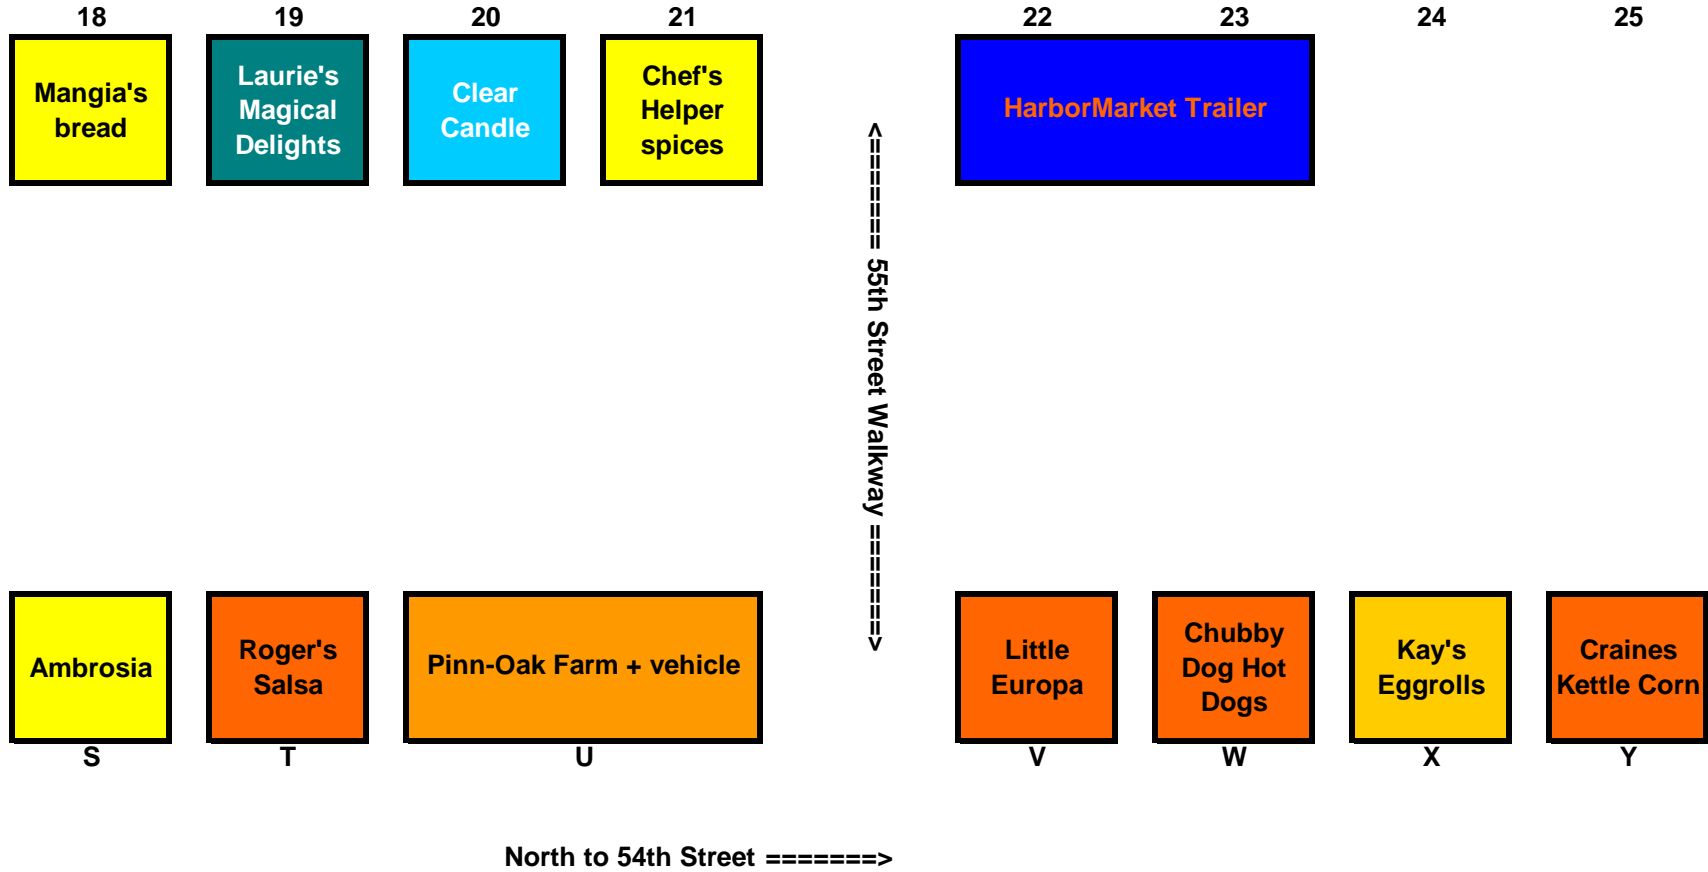 18 19 20 21 22 23 24 25
Mangia's
bread
Laurie's
Magical
Delights
Clear
Candle
Chef's
Helper
spices
HarborMarket Trailer
<======= 55th Street Walkway =======>
Ambrosia
Roger's
Salsa
Pinn-Oak Farm + vehicle
Little
Europa
Chubby
Dog Hot
Dogs
Kay's
Eggrolls
Craines
Kettle Corn
S T U V W X Y
North to 54th Street =======>